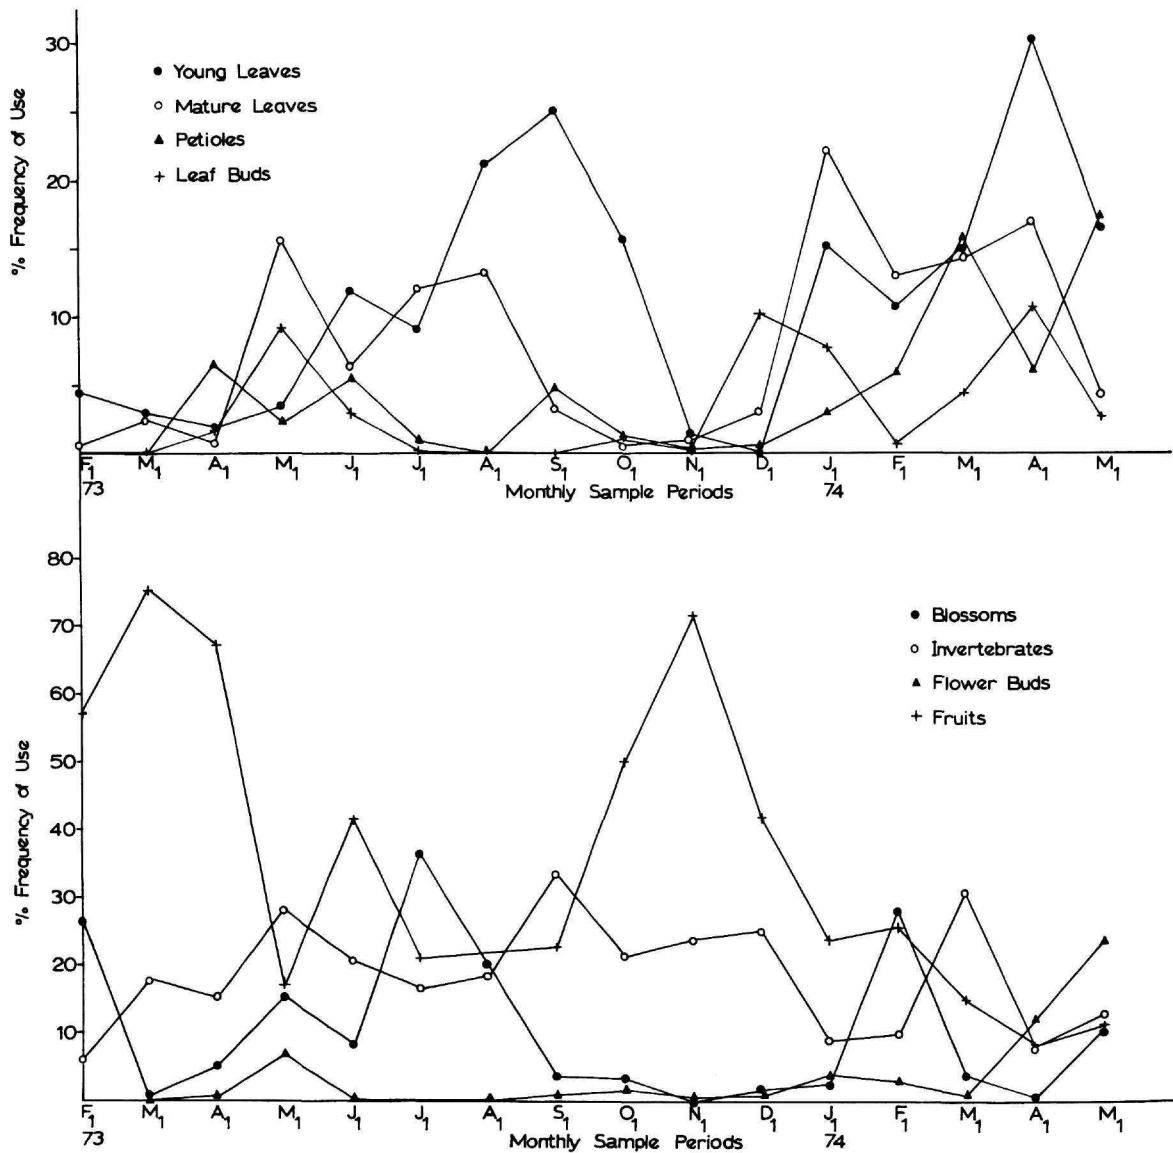 30
20
10
% Frequency of Use
Young Leaves
Mature Leaves
Petioles
Leaf Buds
F1 M1 A1 M1 J1 J1 A1 S1 O1 N1 D1 J1 F1 M1 A1 M1
73 74
Monthly Sample Periods
80
70
60
50
40
30
20
10
% Frequency of Use
Blossoms
Invertebrates
Flower Buds
Fruits
F1 M1 A1 M1 J1 J1 A1 S1 O1 N1 D1 J1 F1 M1 A1 M1
73 74
Monthly Sample Periods